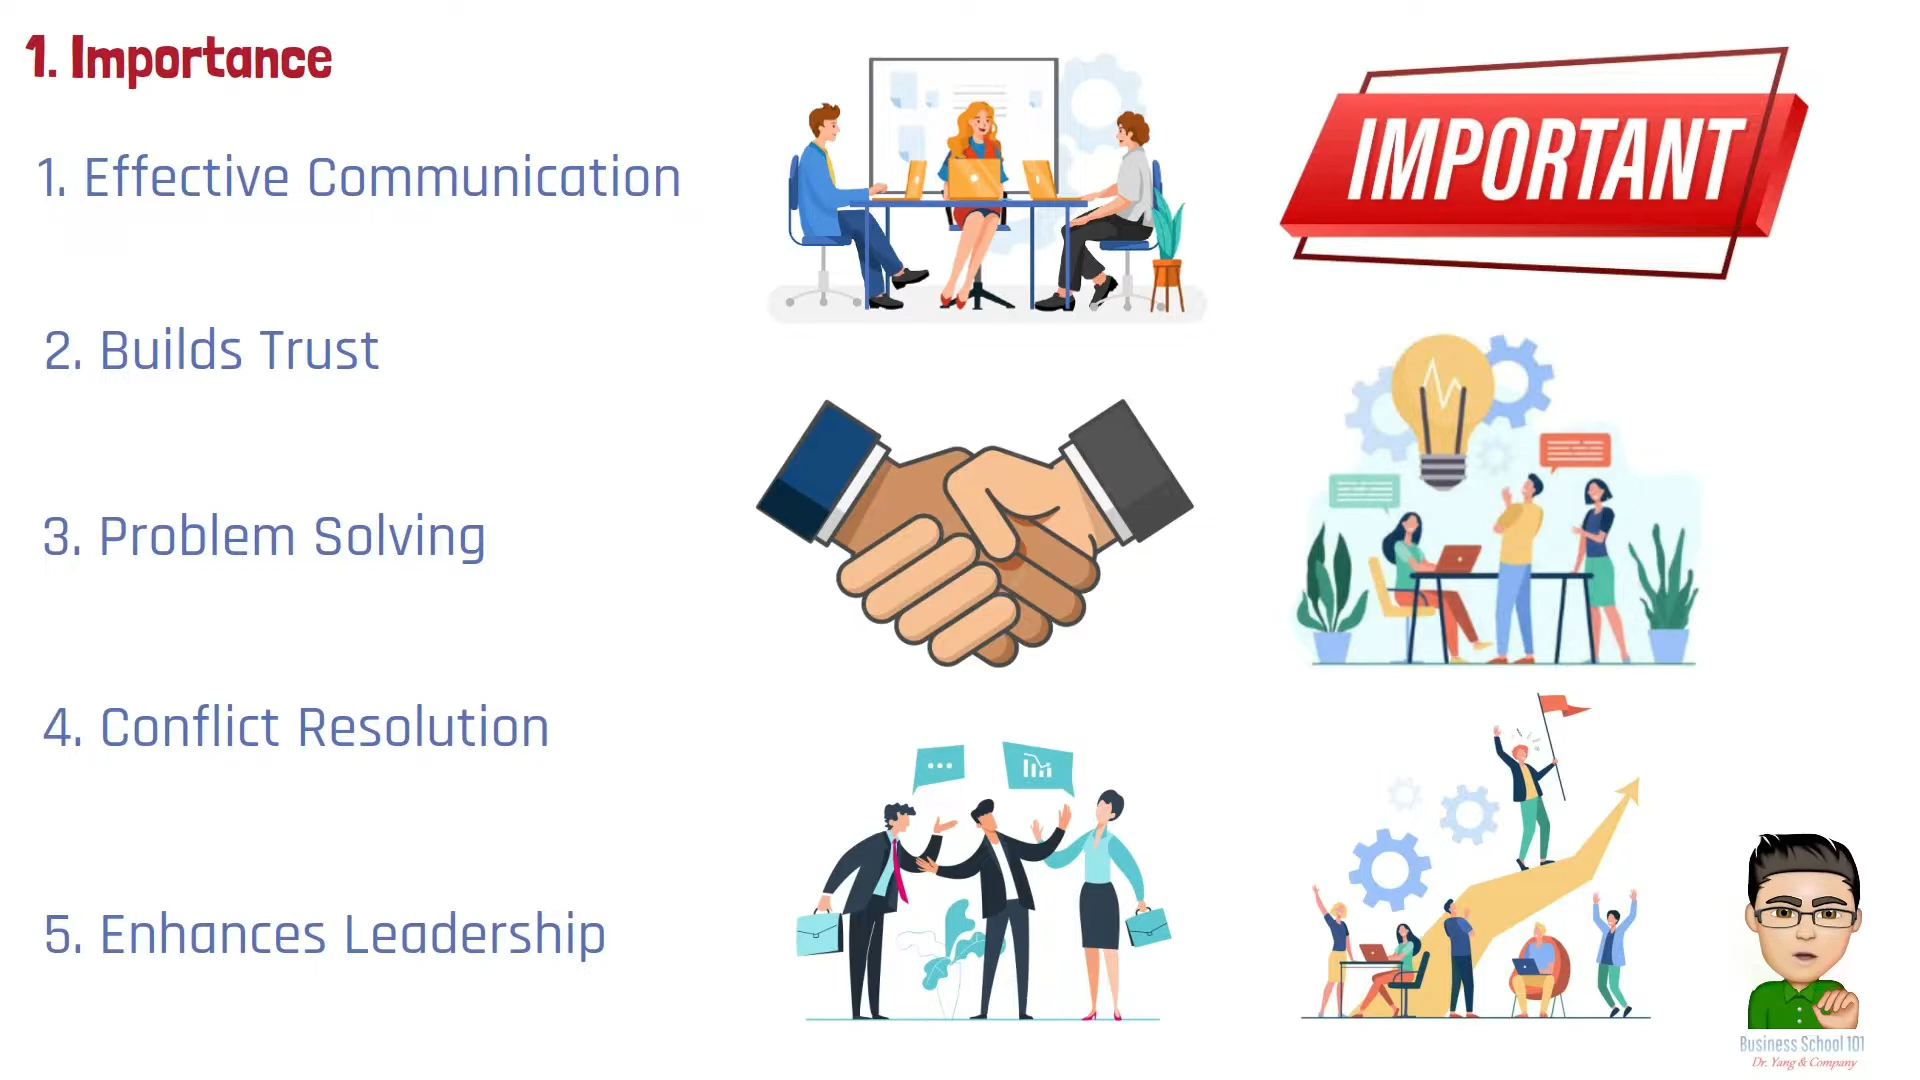 1. Importance
1. Effective Communication
2. Builds Trust
3. Problem Solving
4. Conflict Resolution
5. Enhances Leadership
IMPORTANT
Business School 101
Dr. Yang & Company